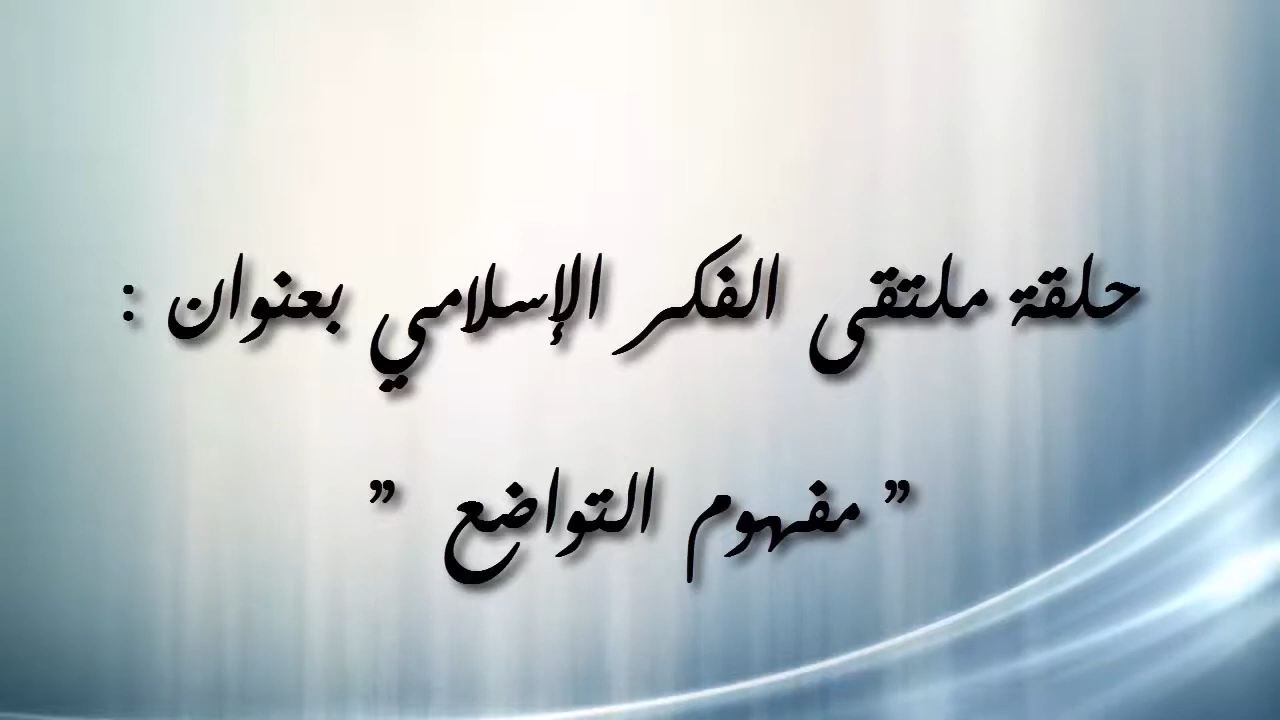 حلقة ملتقى الفكر الإسلامي بعنوان :
" مفهوم التواضع "